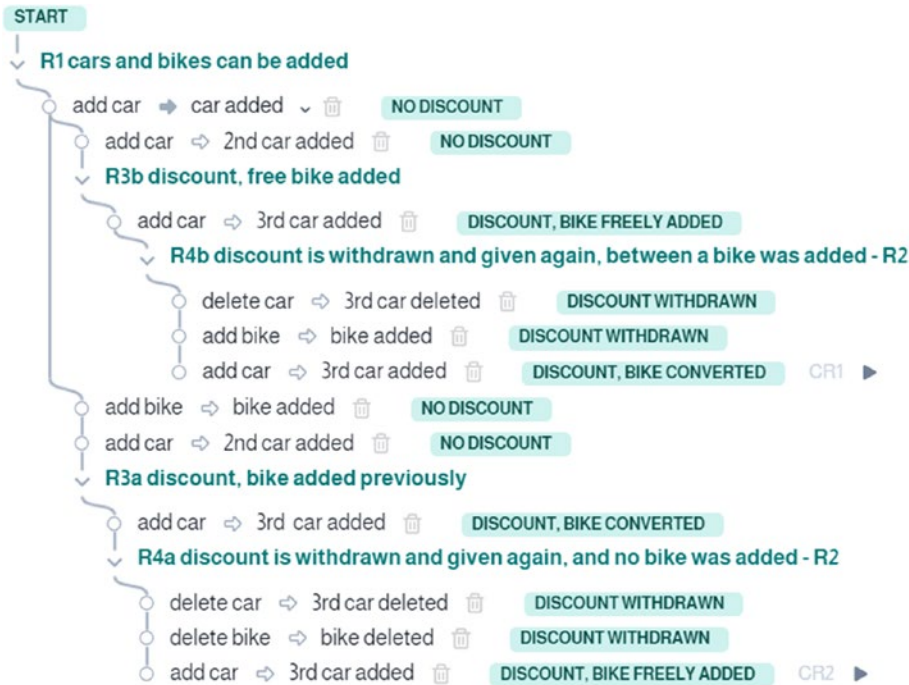 START
R1 cars and bikes can be added
add car ➡ car added NO DISCOUNT
add car ⇨ 2nd car added NO DISCOUNT
R3b discount, free bike added
add car ⇨ 3rd car added DISCOUNT, BIKE FREELY ADDED
R4b discount is withdrawn and given again, between a bike was added - R2
delete car ⇨ 3rd car deleted DISCOUNT WITHDRAWN
add bike ⇨ bike added DISCOUNT WITHDRAWN
add car ⇨ 3rd car added DISCOUNT, BIKE CONVERTED CR1 ▶
add bike ⇨ bike added NO DISCOUNT
add car ⇨ 2nd car added NO DISCOUNT
R3a discount, bike added previously
add car ⇨ 3rd car added DISCOUNT, BIKE CONVERTED
R4a discount is withdrawn and given again, and no bike was added - R2
delete car ⇨ 3rd car deleted DISCOUNT WITHDRAWN
delete bike ⇨ bike deleted DISCOUNT WITHDRAWN
add car ⇨ 3rd car added DISCOUNT, BIKE FREELY ADDED CR2 ▶